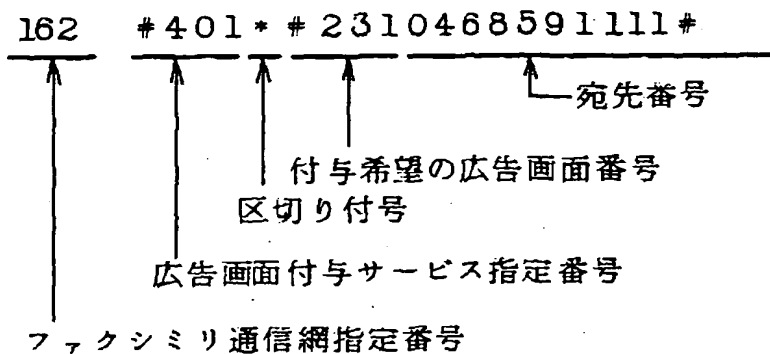 162 #401*#2310468591111#
宛先番号
付与希望の広告画面番号
区切り付号
広告画面付与サービス指定番号
ファクシミリ通信網指定番号